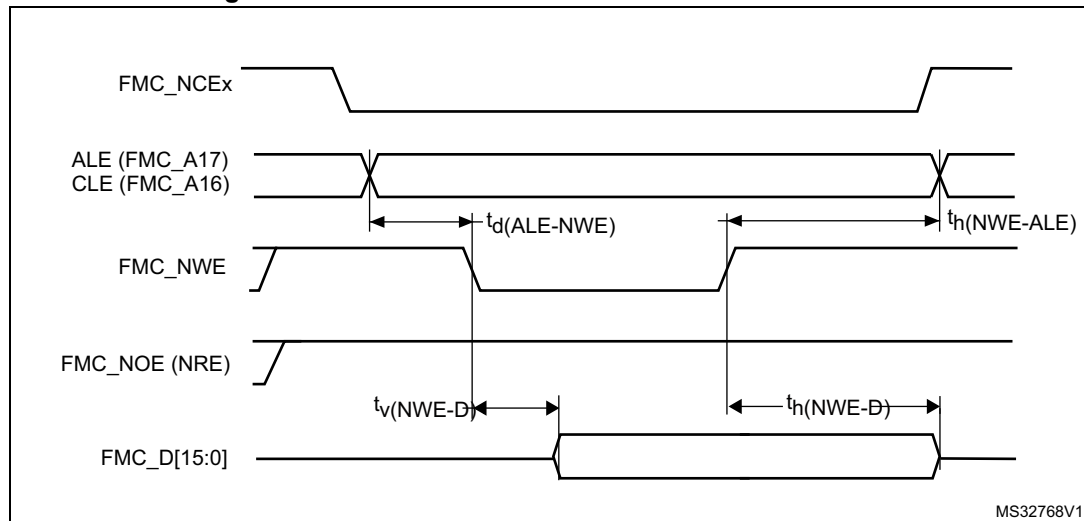 FMC_NCEx
ALE (FMC_A17)
CLE (FMC_A16)
td(ALE-NWE)
th(NWE-ALE)
FMC_NWE
FMC_NOE (NRE)
tv(NWE-D)
th(NWE-D)
FMC_D[15:0]
MS32768V1